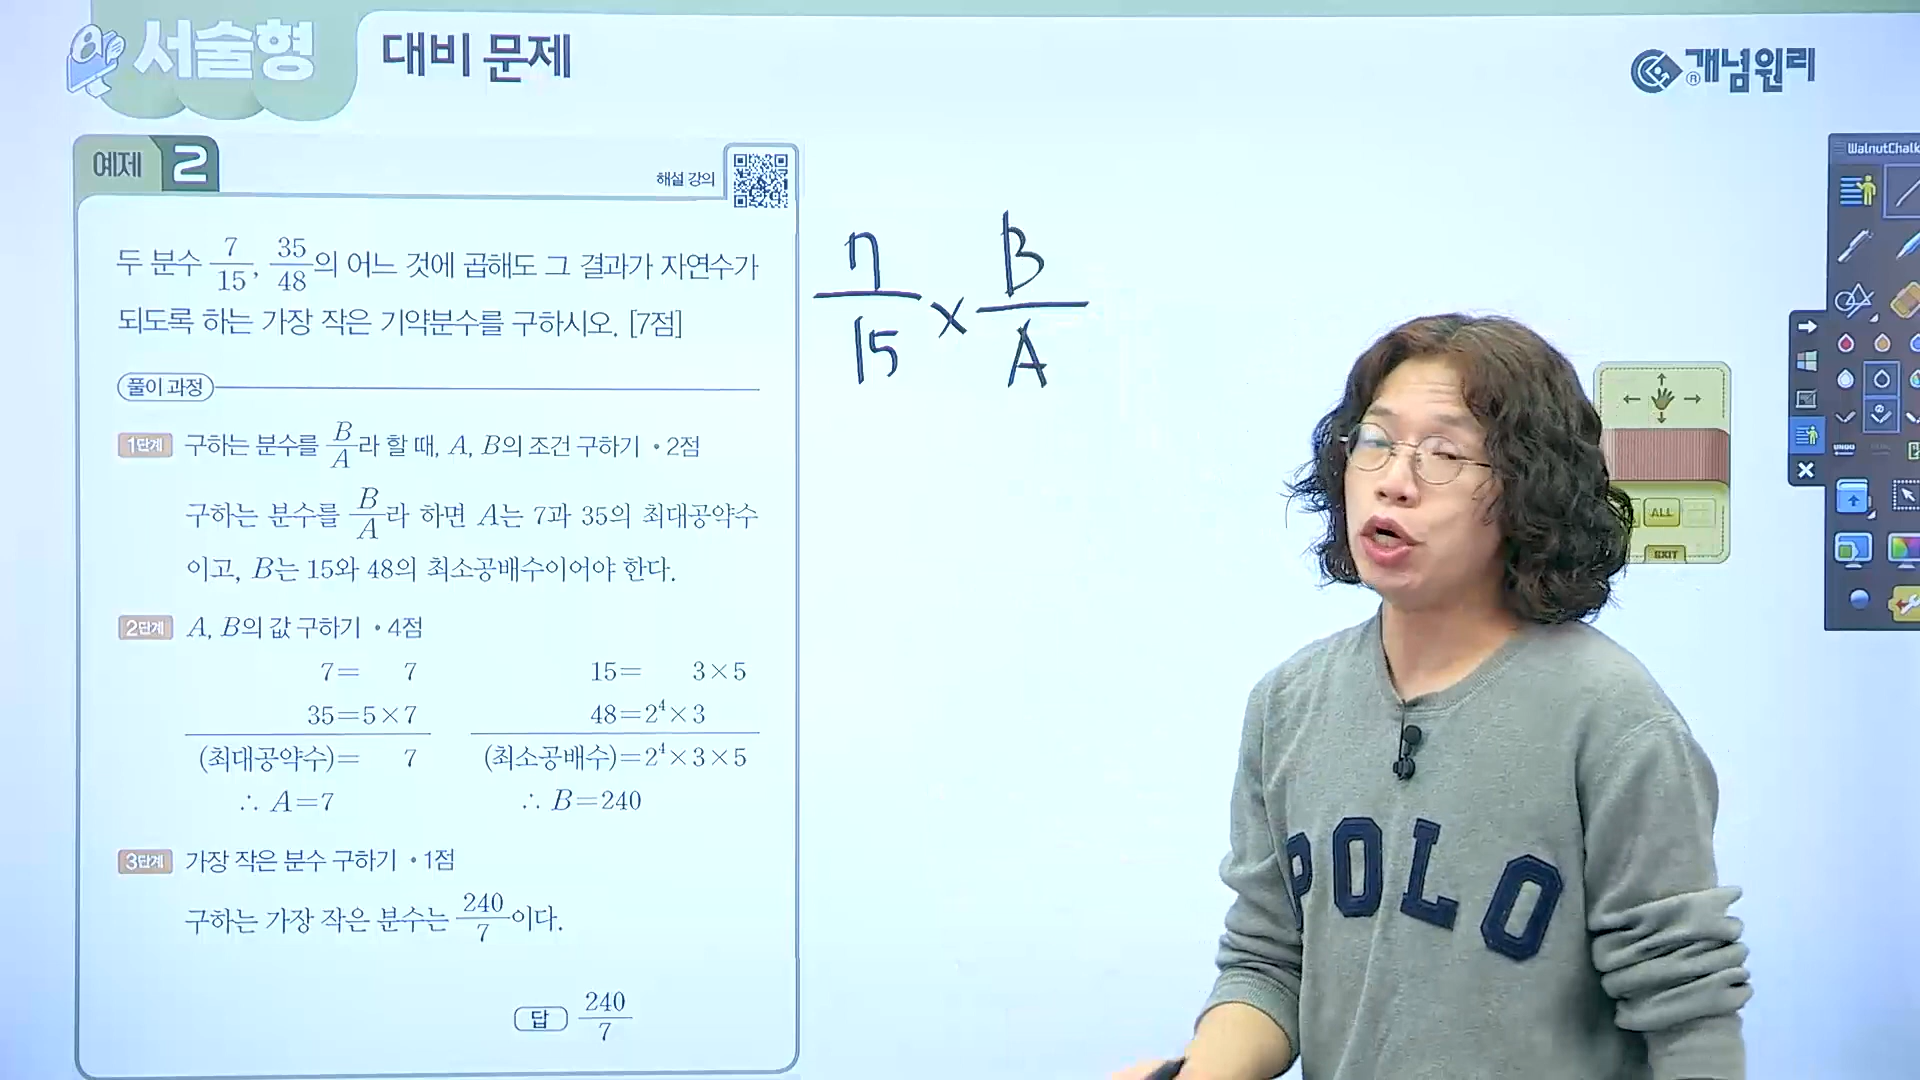 서술형 대비 문제
개념원리
예제 2
해설 강의
두 분수 7/15, 35/48의 어느 것에 곱해도 그 결과가 자연수가
되도록 하는 가장 작은 기약분수를 구하시오. [7점]
풀이 과정
1단계 구하는 분수를 B/A라 할 때, A, B의 조건 구하기 • 2점
구하는 분수를 B/A라 하면 A는 7과 35의 최대공약수
이고, B는 15와 48의 최소공배수이어야 한다.
2단계 A, B의 값 구하기 • 4점
7= 7
35=5×7
(최대공약수)= 7
∴ A=7
15= 3×5
48=2⁴×3
(최소공배수)=2⁴×3×5
∴ B=240
3단계 가장 작은 분수 구하기 • 1점
구하는 가장 작은 분수는 240/7이다.
답 240/7
7/15 × B/A
WalnutChalk
ALL
EXIT
POLO